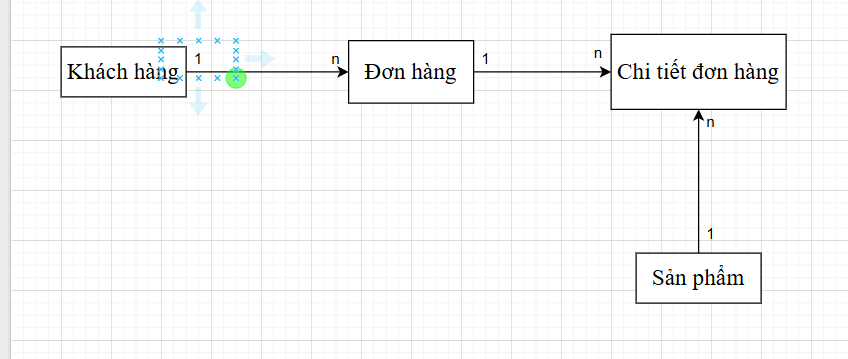 Khách hàng
1
n
Đơn hàng
1
n
Chi tiết đơn hàng
n
1
Sản phẩm